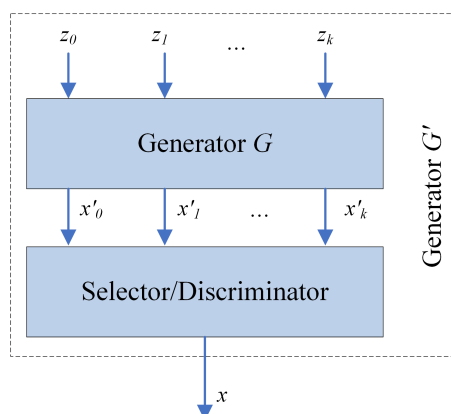 z₀ z₁ ... zₖ
Generator G
x'₀ x'₁ ... x'ₖ
Selector/Discriminator
x
Generator G'